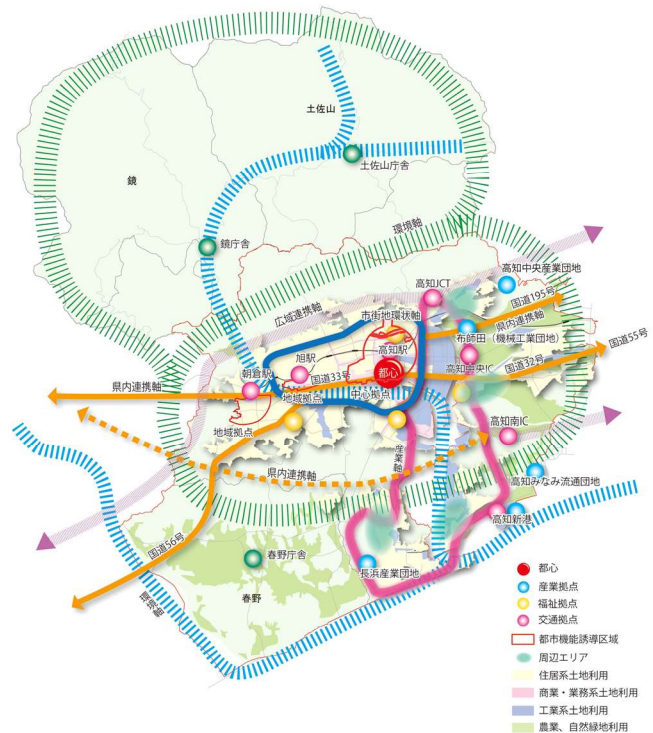 土佐山
土佐山庁舎
鏡
環境軸
鏡庁舎
高知中央産業団地
高知JCT
広域連携軸
市街地環状軸
国道195号
県内連携軸
布師田（機械工業団地）
国道55号
高知駅
旭駅
高知中央IC
国道32号
朝倉駅
国道33号
都心
県内連携軸
地域拠点
中心拠点
地域拠点
高知南IC
産業軸
県内連携軸
高知みなみ流通団地
高知新港
国道56号
春野庁舎
長浜産業団地
環境軸
春野
都心
産業拠点
福祉拠点
交通拠点
都市機能誘導区域
周辺エリア
住居系土地利用
商業・業務系土地利用
工業系土地利用
農業、自然緑地利用